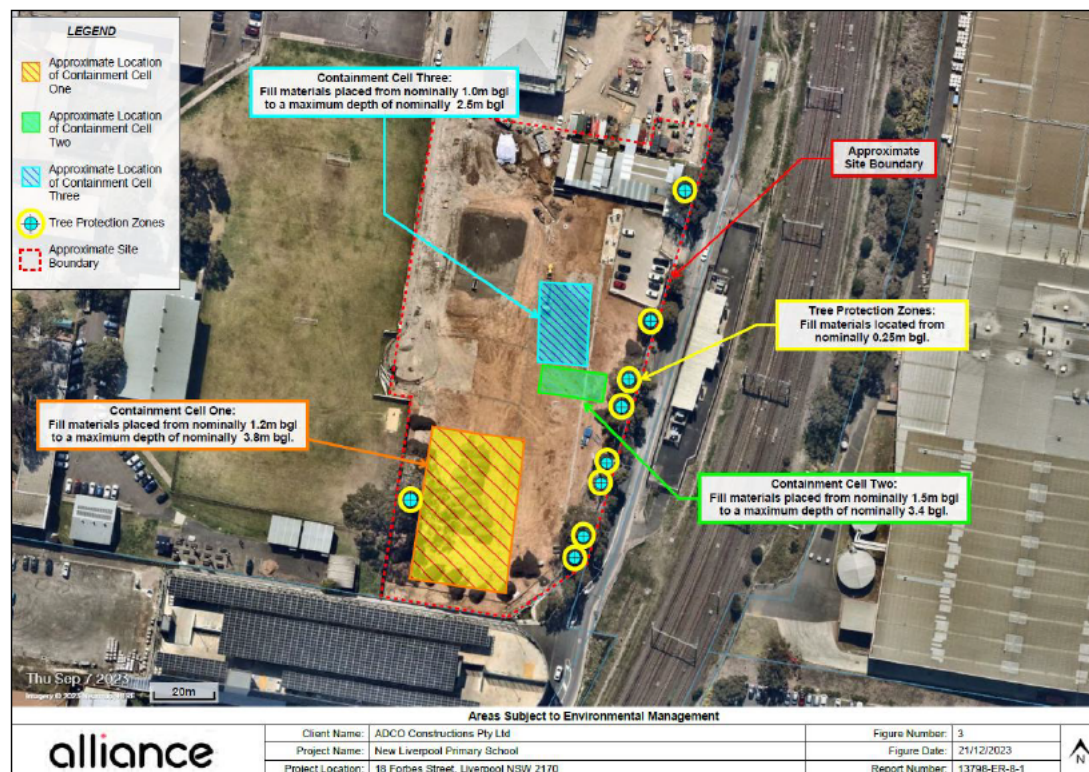 LEGEND
Approximate Location
of Containment Cell
One
Approximate Location
of Containment Cell
Two
Approximate Location
of Containment Cell
Three
Tree Protection Zones
Approximate Site
Boundary
Containment Cell Three:
Fill materials placed from nominally 1.0m bgl
to a maximum depth of nominally 2.5m bgl
Approximate
Site Boundary
Tree Protection Zones:
Fill materials located from
nominally 0.25m bgl.
Containment Cell One:
Fill materials placed from nominally 1.2m bgl
to a maximum depth of nominally 3.8m bgl.
Containment Cell Two:
Fill materials placed from nominally 1.5m bgl
to a maximum depth of nominally 3.4 bgl.
Thu Sep 7 2023
Imagery © 2023
20m
Areas Subject to Environmental Management
alliance
Client Name: ADCO Constructions Pty Ltd
Figure Number: 3
Project Name: New Liverpool Primary School
Figure Date: 21/12/2023
Project Location: 18 Forbes Street, Liverpool NSW 2170
Report Number: 13798-ER-8-1
N